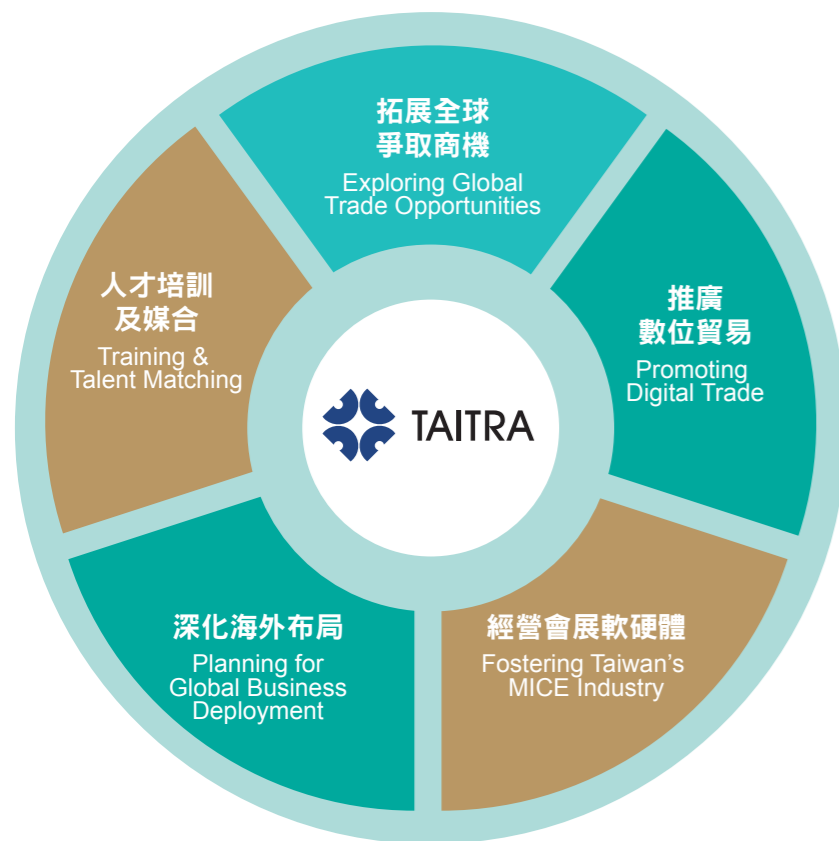 拓展全球
爭取商機
Exploring Global
Trade Opportunities
推廣
數位貿易
Promoting
Digital Trade
經營會展軟硬體
Fostering Taiwan’s
MICE Industry
深化海外布局
Planning for
Global Business
Deployment
人才培訓
及媒合
Training &
Talent Matching
TAITRA